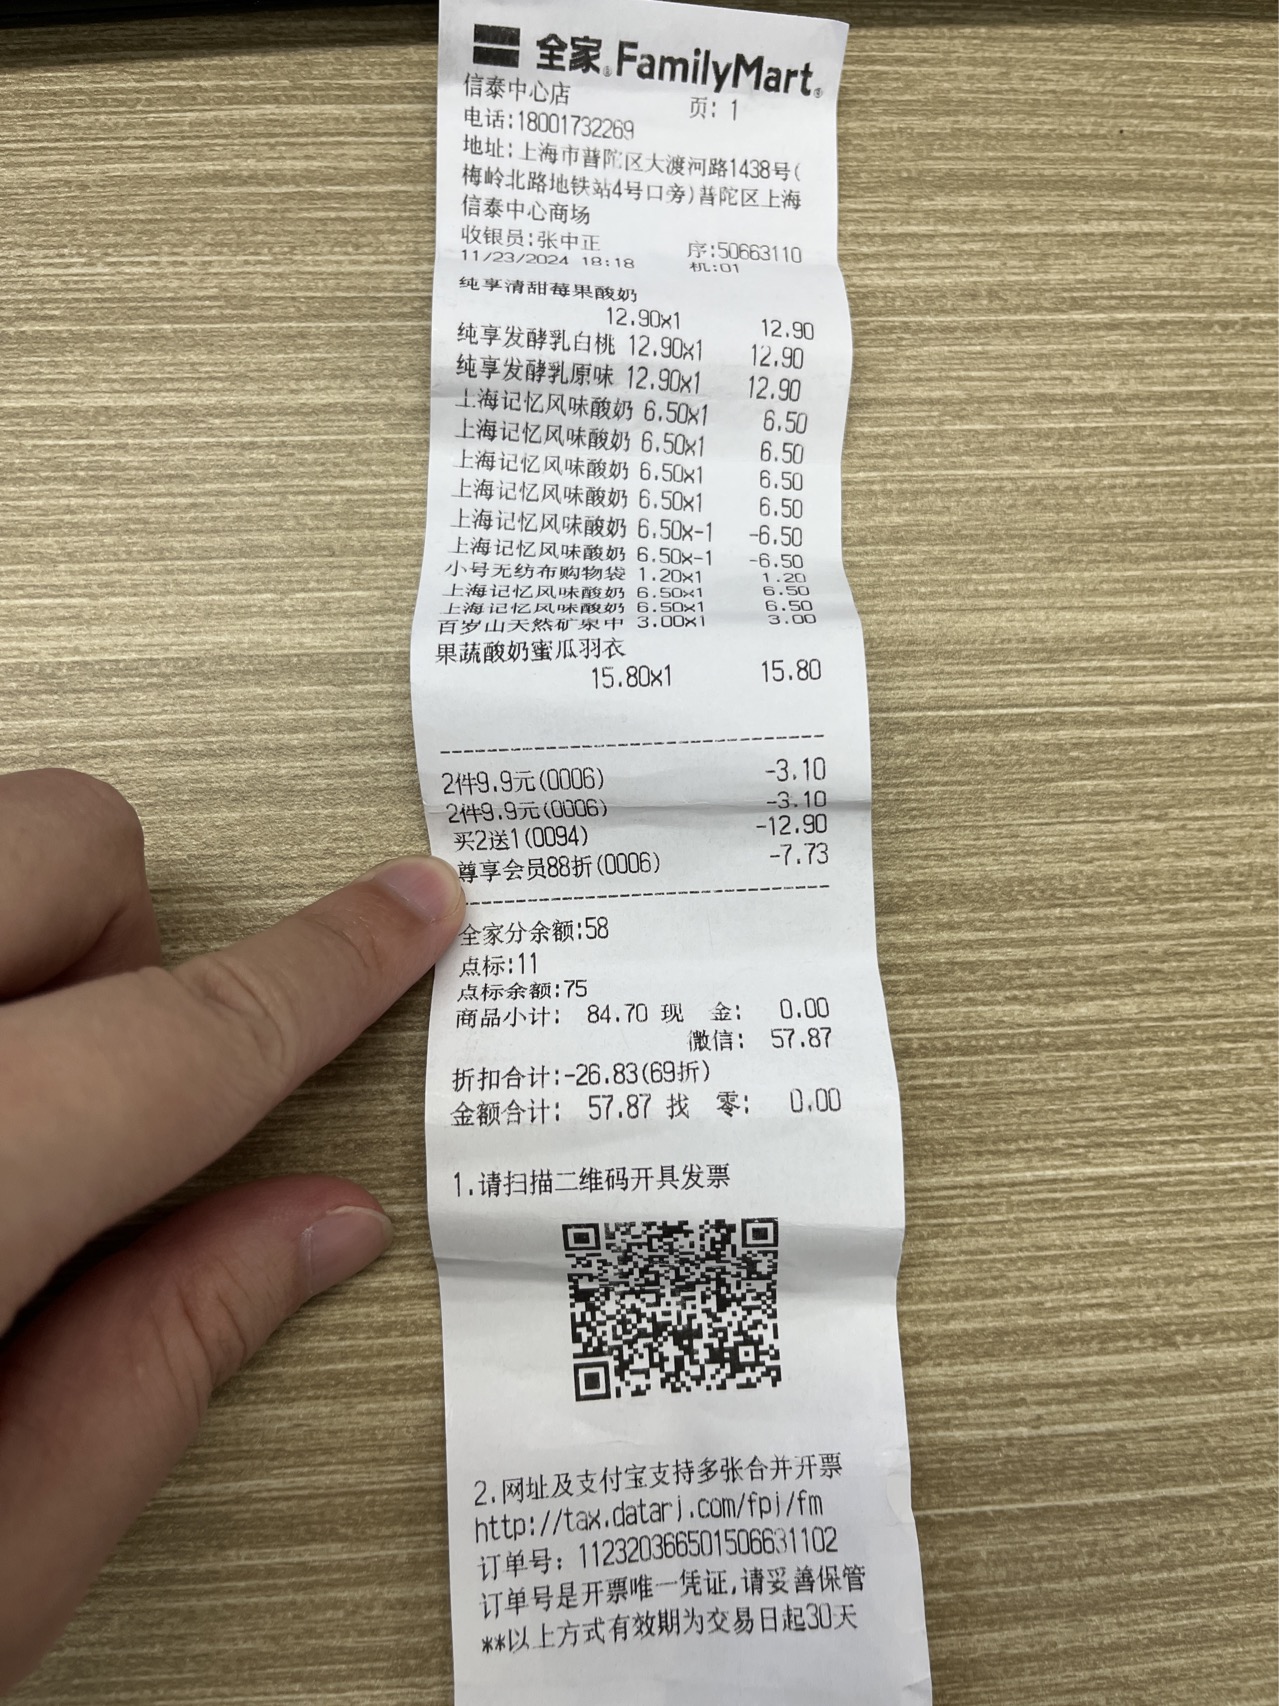 全家 FamilyMart
信泰中心店 页: 1
电话:18001732269
地址:上海市普陀区大渡河路1438号(
梅岭北路地铁站4号口旁)普陀区上海
信泰中心商场
收银员:张中正 序:50663110
11/23/2024 18:18 机:01
纯享清甜莓果酸奶
12.90x1 12.90
纯享发酵乳白桃 12.90x1 12.90
纯享发酵乳原味 12.90x1 12.90
上海记忆风味酸奶 6.50x1 6.50
上海记忆风味酸奶 6.50x1 6.50
上海记忆风味酸奶 6.50x1 6.50
上海记忆风味酸奶 6.50x1 6.50
上海记忆风味酸奶 6.50x-1 -6.50
上海记忆风味酸奶 6.50x-1 -6.50
小号无纺布购物袋 1.20x1 1.20
上海记忆风味酸奶 6.50x1 6.50
上海记忆风味酸奶 6.50x1 6.50
百岁山天然矿泉中 3.00x1 3.00
果蔬酸奶蜜瓜羽衣
15.80x1 15.80
2件9.9元(0006) -3.10
2件9.9元(0006) -3.10
买2送1(0094) -12.90
尊享会员88折(0006) -7.73
全家分余额:58
点标:11
点标余额:75
商品小计: 84.70 现 金: 0.00
微信: 57.87
折扣合计:-26.83(69折)
金额合计: 57.87 找 零: 0.00
1.请扫描二维码开具发票
2.网址及支付宝支持多张合并开票
http://tax.datarj.com/fpj/fm
订单号: 112320366501506631102
订单号是开票唯一凭证,请妥善保管
**以上方式有效期为交易日起30天